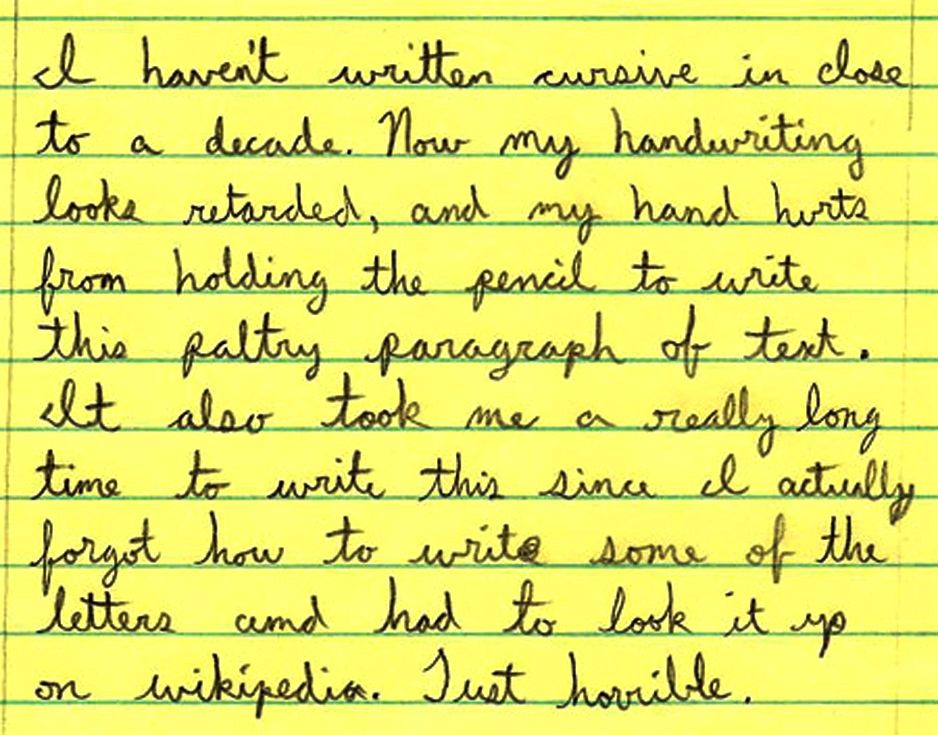 I haven't written cursive in close
to a decade. Now my handwriting
looks retarded, and my hand hurts
from holding the pencil to write
this paltry paragraph of text.
It also took me a really long
time to write this since I actually
forgot how to write some of the
letters and had to look it up
on wikipedia. Just horrible.